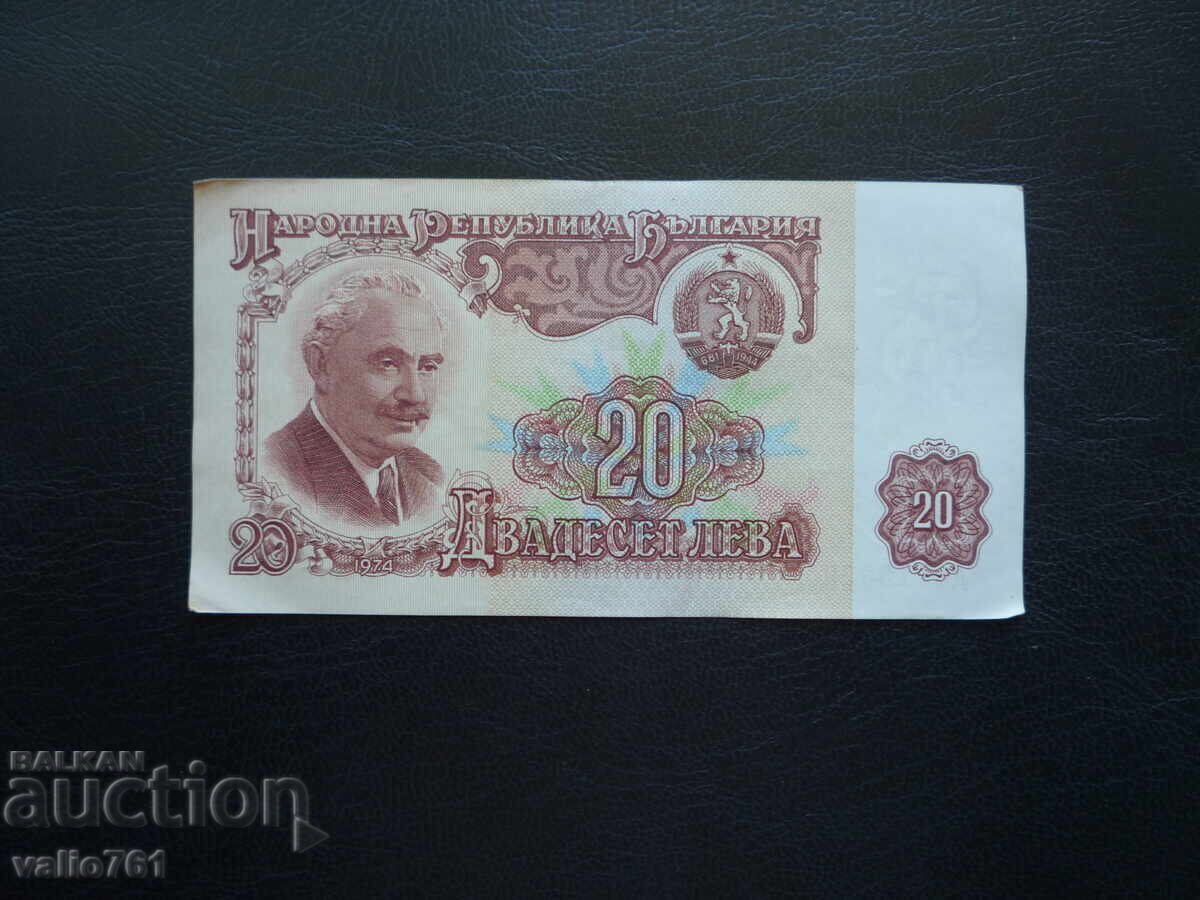 Народна Република България
681 1944
20
20
20
Двадесет лева
1974
BALKAN
auction
valio761